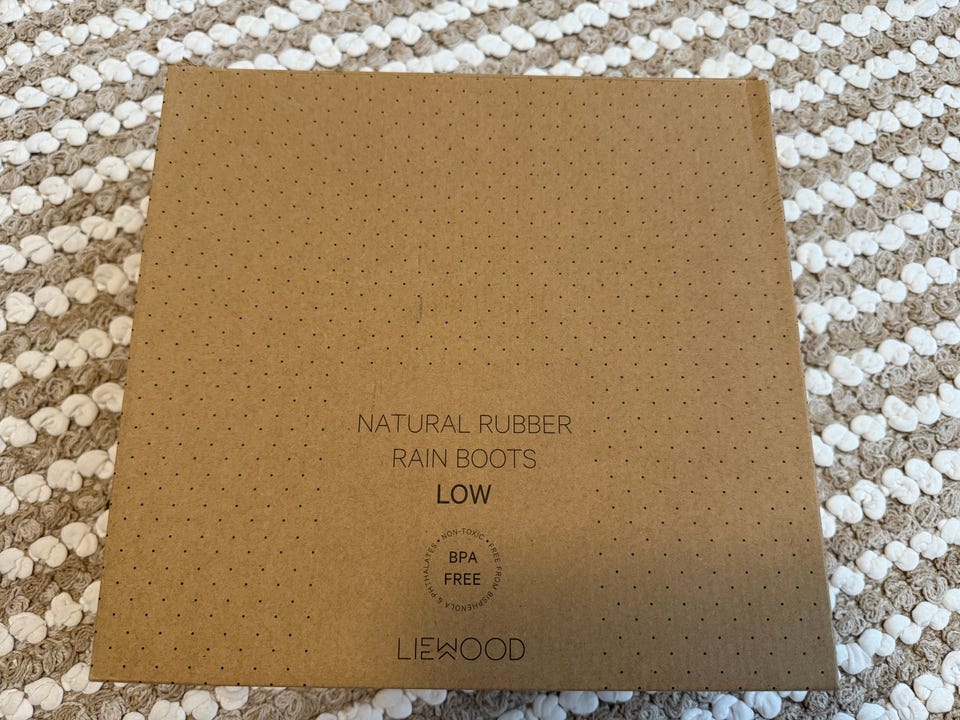 NATURAL RUBBER
RAIN BOOTS
LOW
NON-TOXIC • FREE FROM BISPHENOL A & PHTHALATES •
BPA
FREE
LIEWOOD